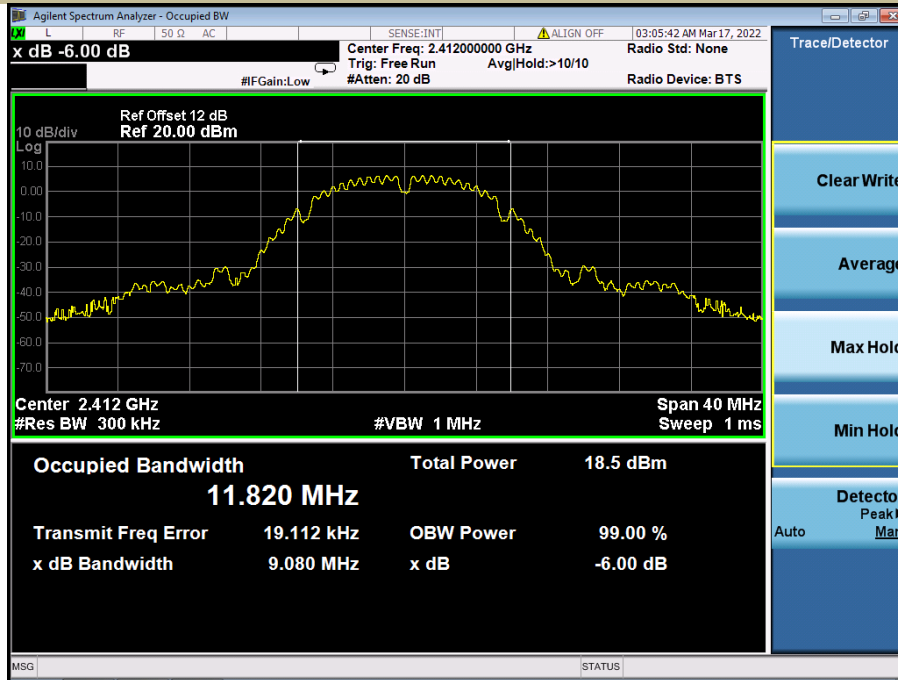 Agilent Spectrum Analyzer - Occupied BW
LXI L RF 50 Ω AC SENSE:INT ALIGN OFF 03:05:42 AM Mar 17, 2022
x dB -6.00 dB
Center Freq: 2.412000000 GHz Radio Std: None
Trig: Free Run Avg|Hold:>10/10
#IFGain:Low #Atten: 20 dB Radio Device: BTS
Trace/Detector
Ref Offset 12 dB
10 dB/div Ref 20.00 dBm
Log
10.0
0.00
-10.0
-20.0
-30.0
-40.0
-50.0
-60.0
-70.0
Center 2.412 GHz Span 40 MHz
#Res BW 300 kHz #VBW 1 MHz Sweep 1 ms
Occupied Bandwidth Total Power 18.5 dBm
11.820 MHz
Transmit Freq Error 19.112 kHz OBW Power 99.00 %
x dB Bandwidth 9.080 MHz x dB -6.00 dB
Clear Write
Average
Max Hold
Min Hold
Detecto
Peak
Auto Man
MSG STATUS